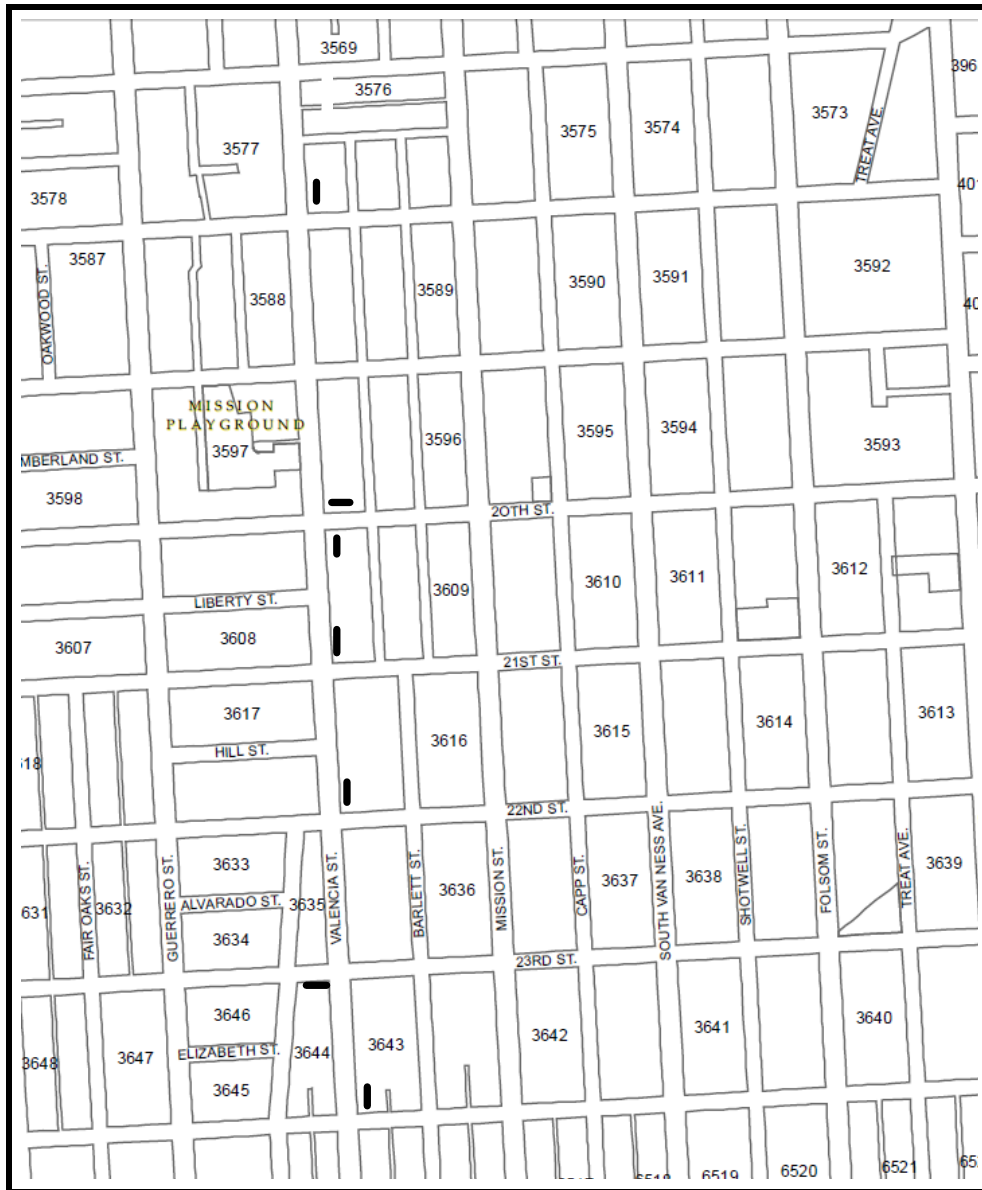 3569
396
3576
3573
3575
3574
3577
TREAT AVE.
3578
401
3587
3592
3588
3589
3590
3591
40
OAKWOOD ST.
MISSION
PLAYGROUND
3597
3596
3595
3594
3593
MBERLAND ST.
3598
20TH ST.
3612
3609
3610
3611
LIBERTY ST.
3608
3607
21ST ST.
3617
3616
3615
3614
3613
HILL ST.
618
22ND ST.
3633
3635
3636
3637
3638
3639
ALVARADO ST.
3631
3632
3634
FAIR OAKS ST.
GUERRERO ST.
VALENCIA ST.
BARLETT ST.
MISSION ST.
CAPP ST.
SOUTH VAN NESS AVE.
SHOTWELL ST.
FOLSOM ST.
TREAT AVE.
23RD ST.
3646
3640
3642
3641
3643
3644
ELIZABETH ST.
3648
3647
3645
6519
6520
6521
65